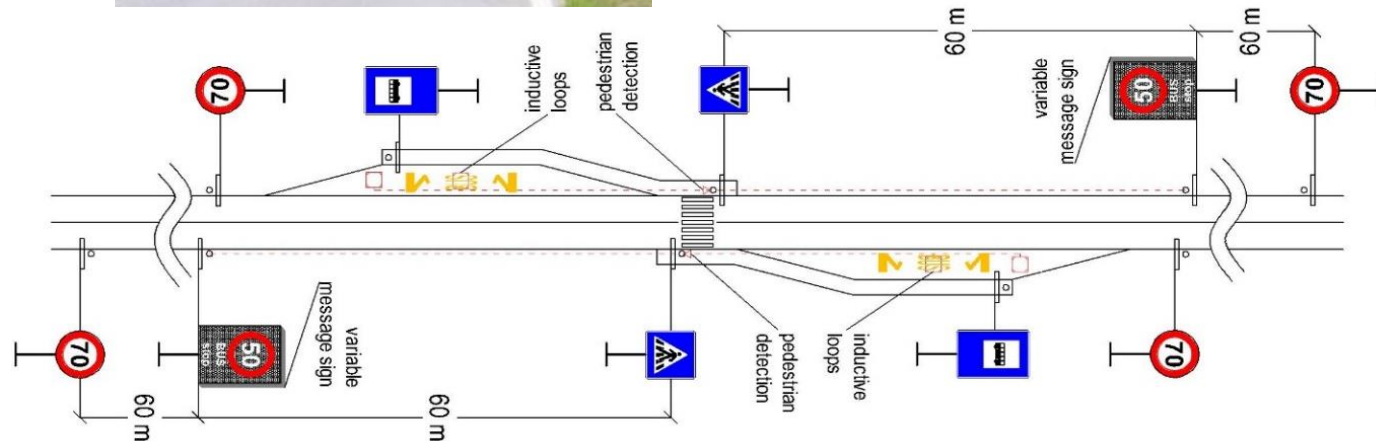 60 m
60 m
70
inductive
loops
pedestrian
detection
variable
message sign
50
BUS
stop
70
70
50
BUS
stop
variable
message sign
pedestrian
detection
inductive
loops
70
60 m
60 m